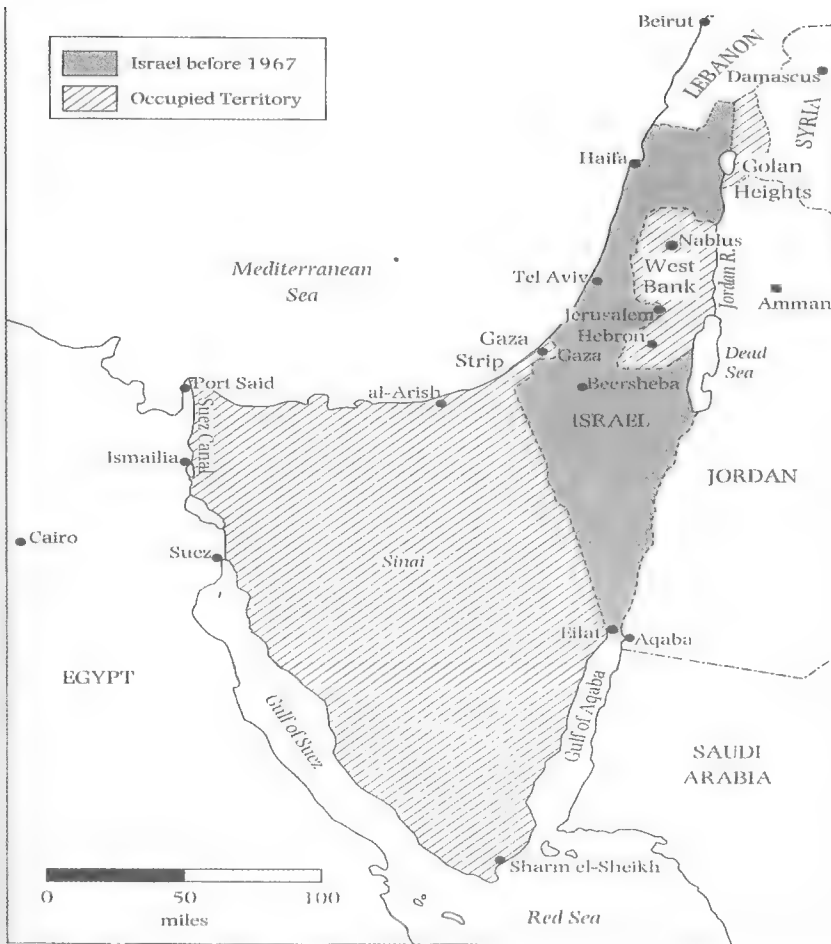 Israel before 1967
Occupied Territory
Beirut
LEBANON
Damascus
SYRIA
Haifa
Golan
Heights
Nablus
West
Bank
Jordan R.
Mediterranean
Sea
Tel Aviv
Amman
Jerusalem
Hebron
Gaza
Strip
Gaza
Dead
Sea
Port Said
al-Arish
Beersheba
Suez Canal
ISRAEL
Ismailia
JORDAN
Cairo
Suez
Sinai
Eilat
Aqaba
EGYPT
Gulf of Suez
Gulf of Aqaba
SAUDI
ARABIA
Sharm el-Sheikh
0 50 100
miles
Red Sea